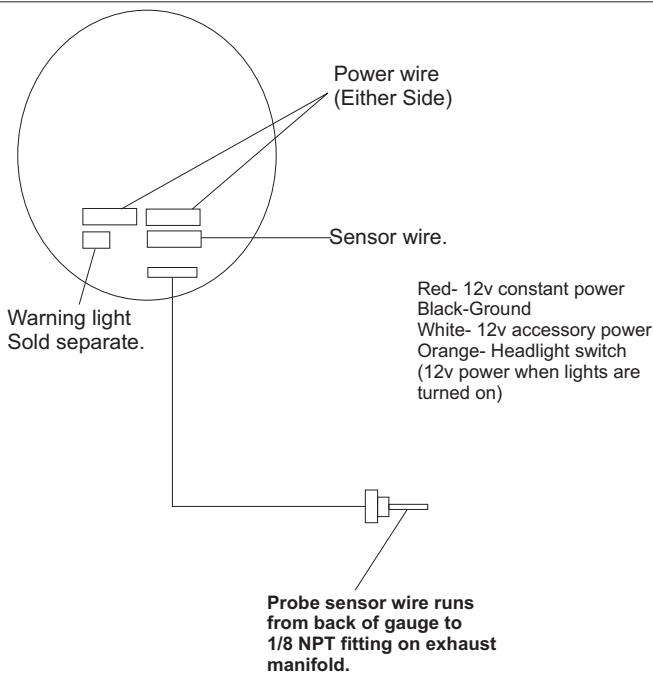 Power wire
(Either Side)
Sensor wire.
Red- 12v constant power
Black-Ground
White- 12v accessory power
Orange- Headlight switch
(12v power when lights are
turned on)
Warning light
Sold separate.
Probe sensor wire runs
from back of gauge to
1/8 NPT fitting on exhaust
manifold.